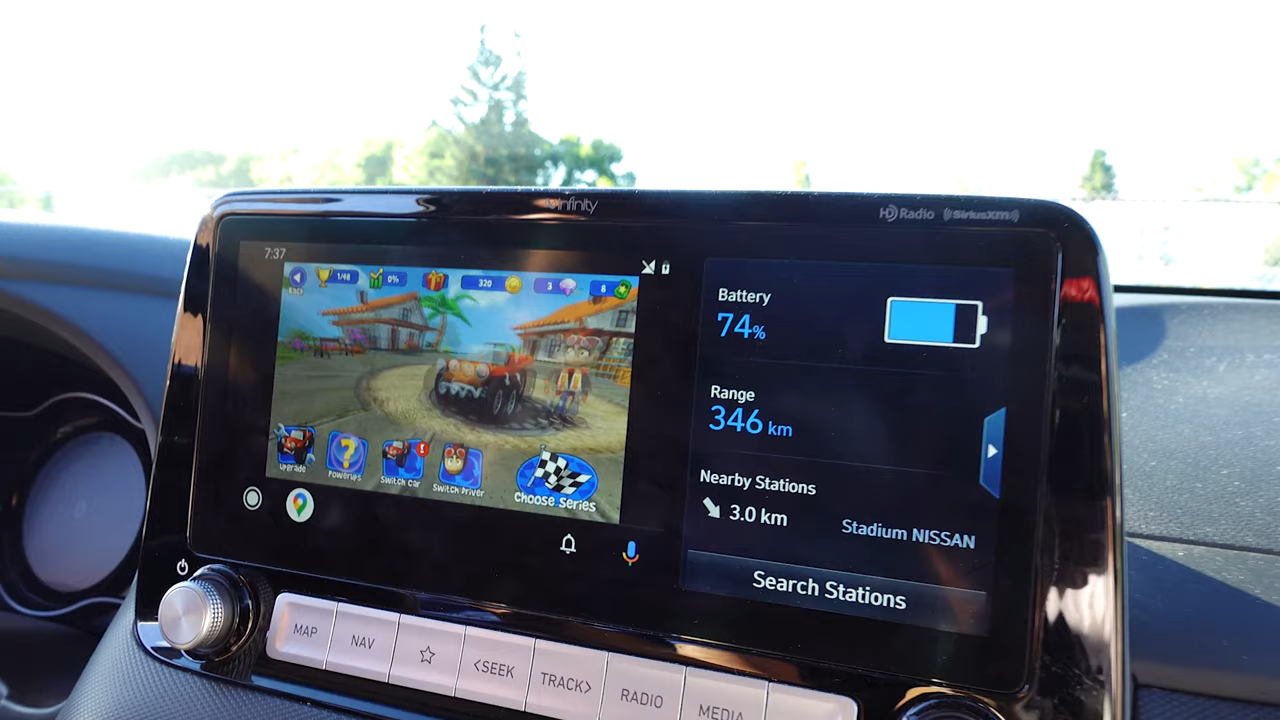 infinity
HD Radio
SiriusXM
7:37
BACK
1/48
0%
320
3
8
Upgrade
Powerups
Switch Car
Switch Driver
Choose Series
Battery
74%
Range
346 km
Nearby Stations
3.0 km
Stadium NISSAN
Search Stations
MAP
NAV
<SEEK
TRACK>
RADIO
MEDIA